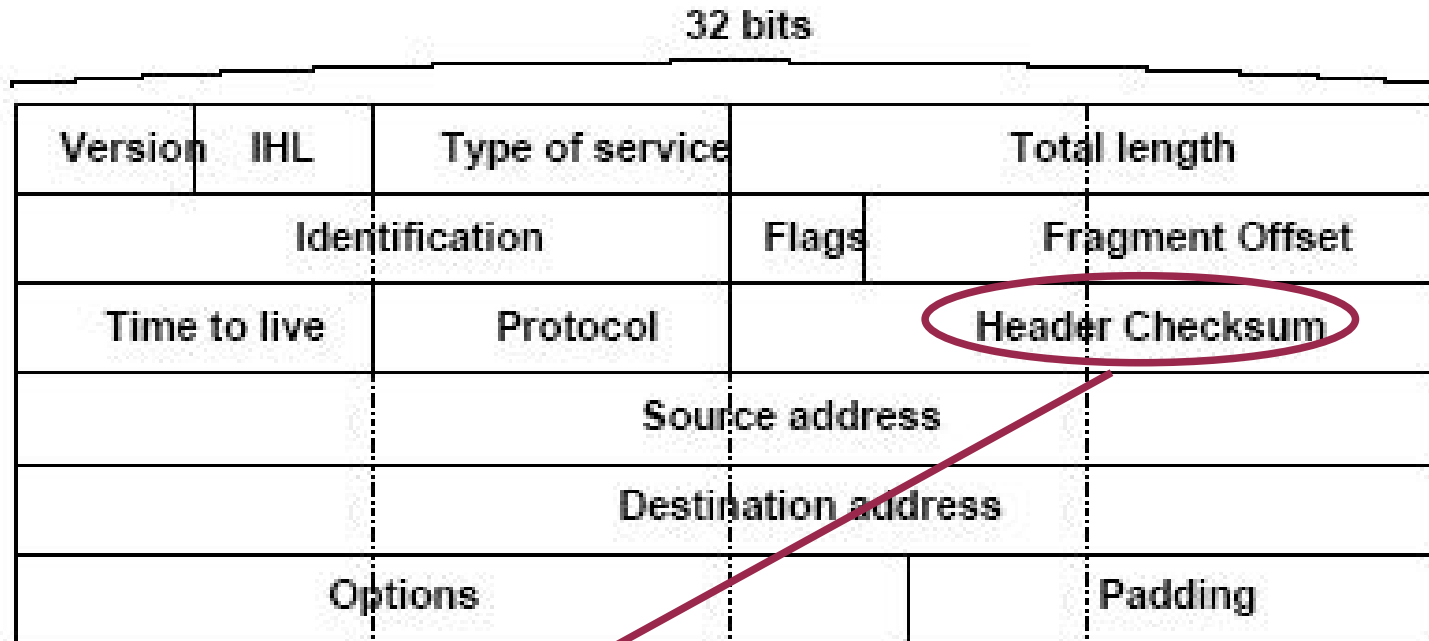 32 bits
Version IHL Type of service Total length
Identification Flags Fragment Offset
Time to live Protocol Header Checksum
Source address
Destination address
Options Padding